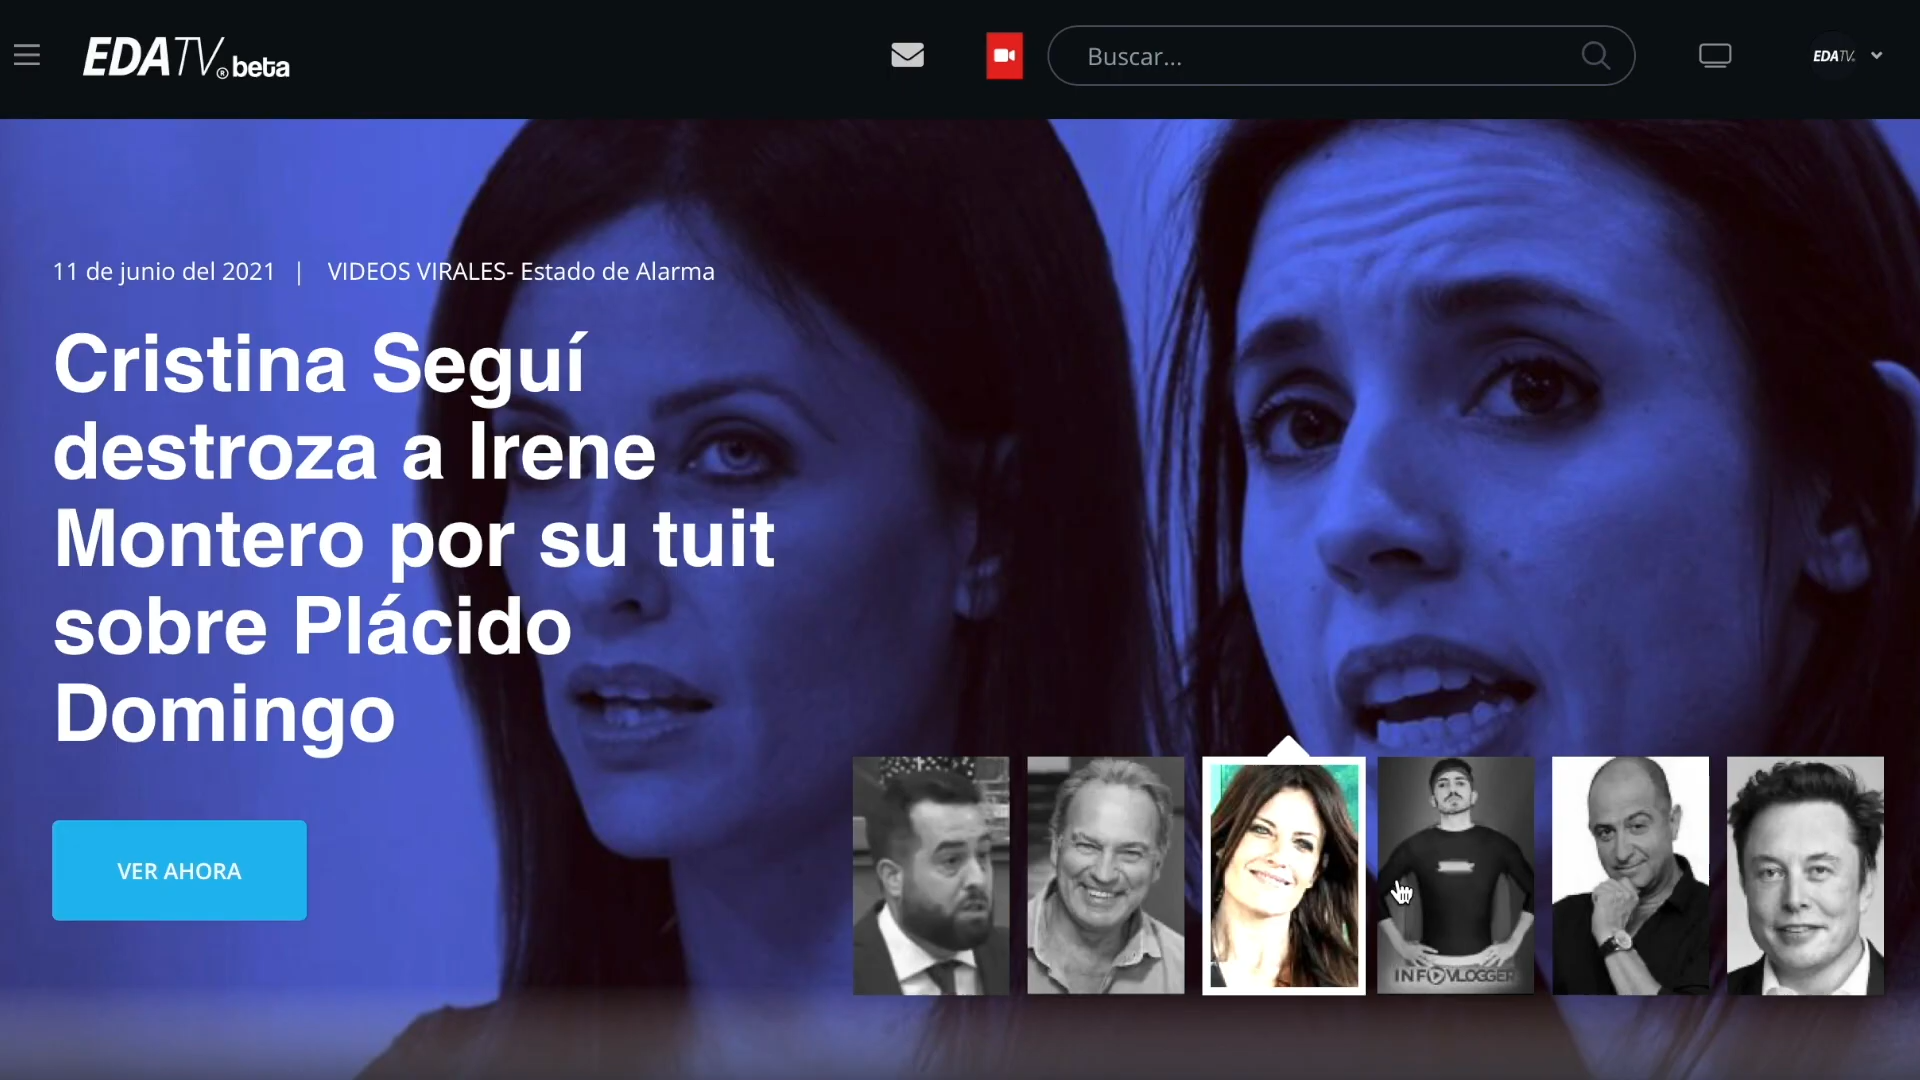 EDATV® beta
Buscar...
EDATV.
11 de junio del 2021 | VIDEOS VIRALES- Estado de Alarma
Cristina Seguí
destroza a Irene
Montero por su tuit
sobre Plácido
Domingo
VER AHORA
INFOVLOGGER